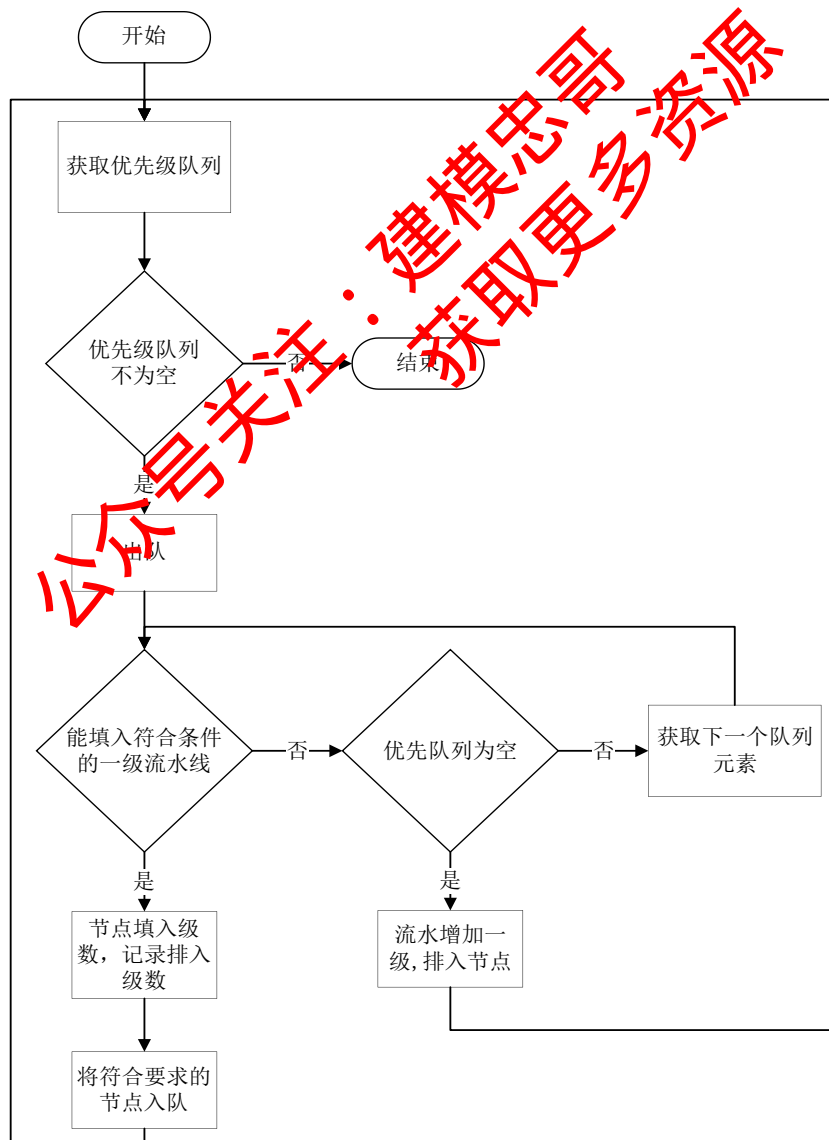 开始
获取优先级队列
优先级队列
不为空
否
结束
是
出队
能填入符合条件
的一级流水线
否
优先队列为空
否
获取下一个队列
元素
是
节点填入级
数，记录排入
级数
是
流水增加一
级,排入节点
将符合要求的
节点入队
公众号关注：建模忠哥
获取更多资源